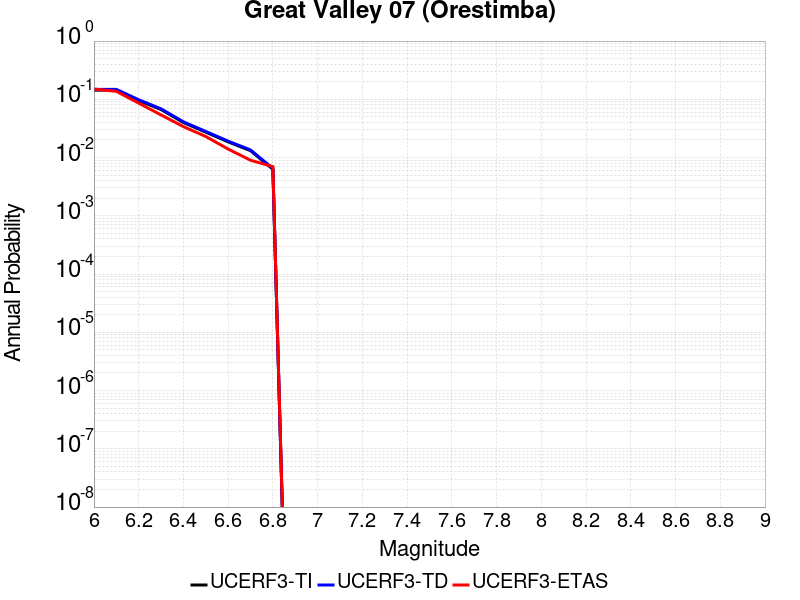 Great Valley 07 (Orestimba)
10^0
10^-1
10^-2
10^-3
10^-4
10^-5
10^-6
10^-7
10^-8
Annual Probability
6 6.2 6.4 6.6 6.8 7 7.2 7.4 7.6 7.8 8 8.2 8.4 8.6 8.8 9
Magnitude
UCERF3-TI UCERF3-TD UCERF3-ETAS